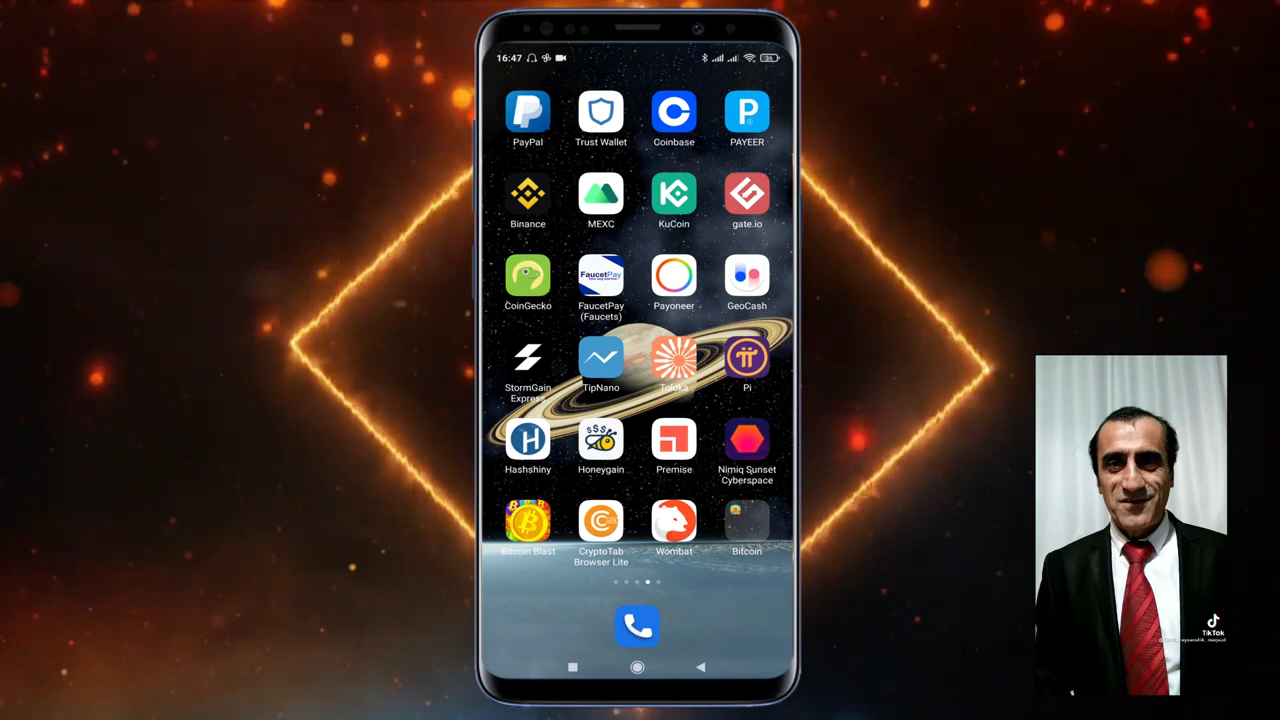 16:47
56
PayPal
Trust Wallet
Coinbase
PAYEER
Binance
MEXC
KuCoin
gate.io
FaucetPay
CoinGecko
FaucetPay
(Faucets)
Payoneer
GeoCash
StormGain
Express
TipNano
Toloka
Pi
$$$
Hashshiny
Honeygain
Premise
Nimiq Sunset
Cyberspace
Bitcoin Blast
CryptoTab
Browser Lite
Wombat
Bitcoin
TikTok